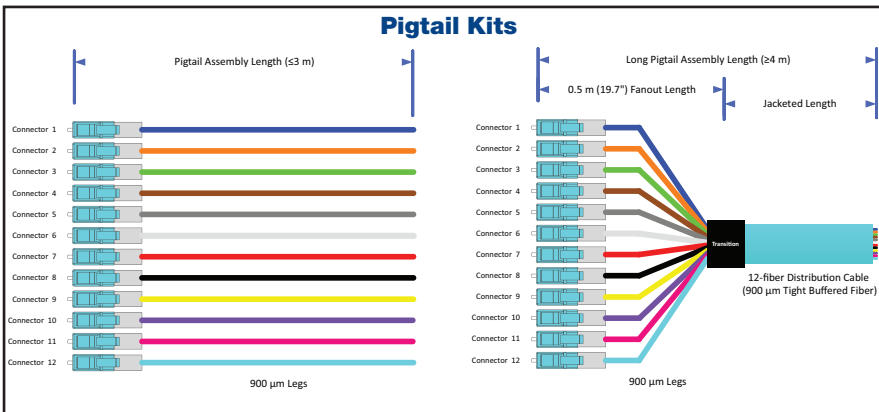 Pigtail Kits
Pigtail Assembly Length (≤3 m)
Connector 1
Connector 2
Connector 3
Connector 4
Connector 5
Connector 6
Connector 7
Connector 8
Connector 9
Connector 10
Connector 11
Connector 12
900 µm Legs
Long Pigtail Assembly Length (≥4 m)
0.5 m (19.7") Fanout Length
Jacketed Length
Connector 1
Connector 2
Connector 3
Connector 4
Connector 5
Connector 6
Connector 7
Connector 8
Connector 9
Connector 10
Connector 11
Connector 12
Transition
12-fiber Distribution Cable
(900 µm Tight Buffered Fiber)
900 µm Legs